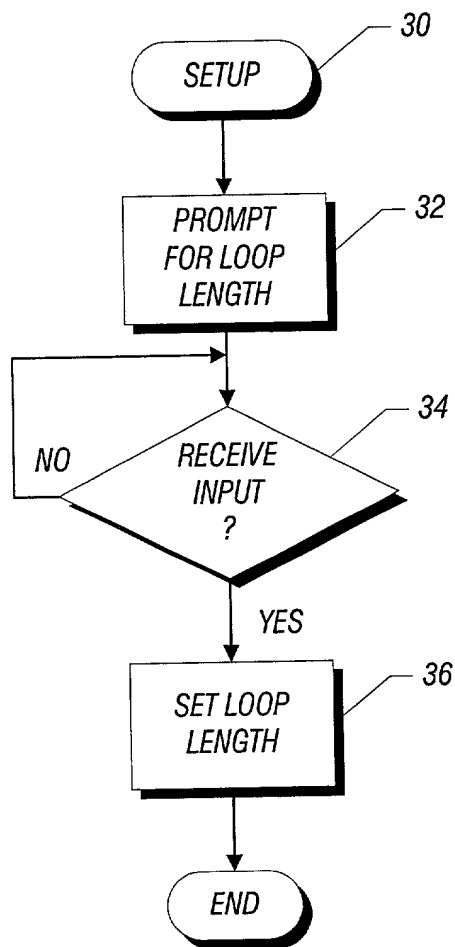 30
SETUP
32
PROMPT
FOR LOOP
LENGTH
34
NO
RECEIVE
INPUT
?
YES
36
SET LOOP
LENGTH
END